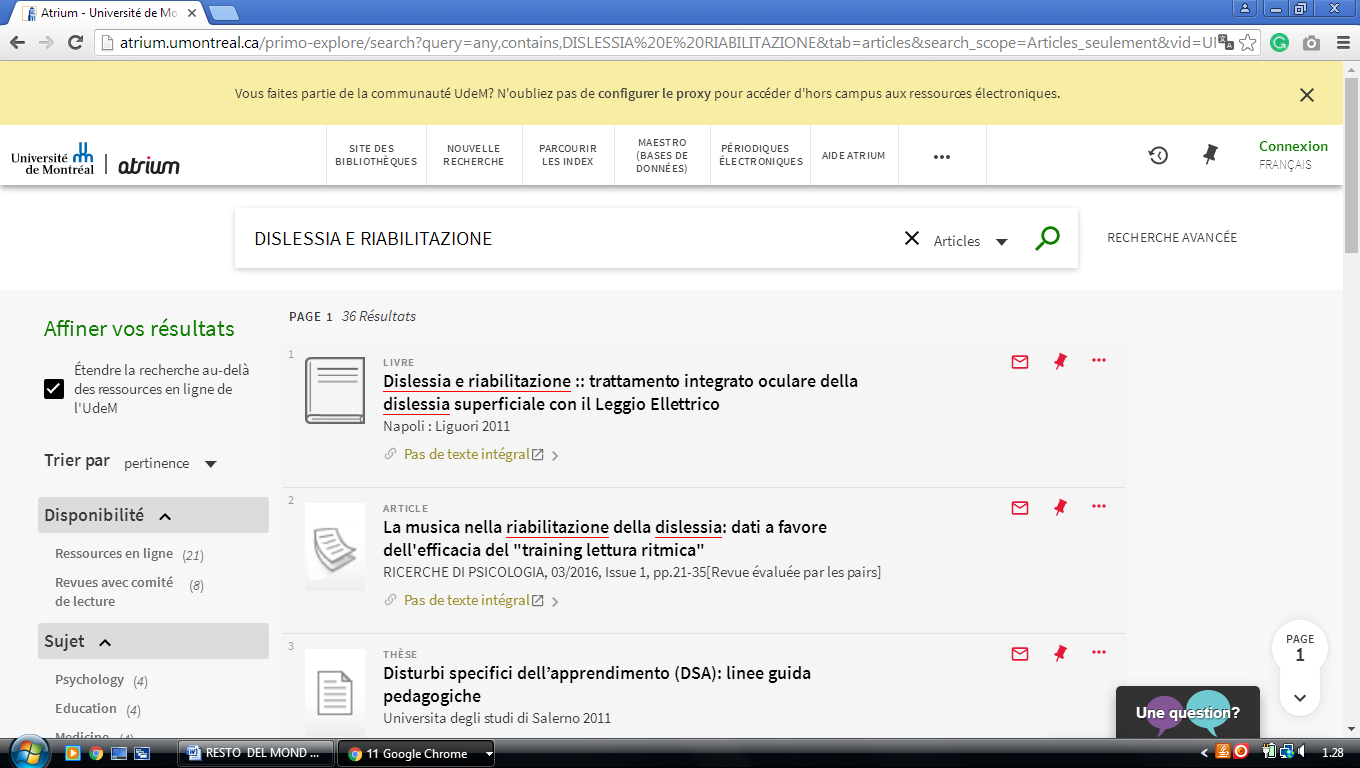 Atrium - Université de Mo
atrium.umontreal.ca/primo-explore/search?query=any,contains,DISLESSIA%20E%20RIABILITAZIONE&tab=articles&search_scope=Articles_seulement&vid=U
Vous faites partie de la communauté UdeM? N'oubliez pas de configurer le proxy pour accéder d'hors campus aux ressources électroniques.
Université
de Montréal
atrium
SITE DES
BIBLIOTHÈQUES
NOUVELLE
RECHERCHE
PARCOURIR
LES INDEX
MAESTRO
(BASES DE
DONNÉES)
PÉRIODIQUES
ÉLECTRONIQUES
AIDE ATRIUM
Connexion
FRANÇAIS
DISLESSIA E RIABILITAZIONE
Articles
RECHERCHE AVANCÉE
Affiner vos résultats
Étendre la recherche au-delà
des ressources en ligne de
l'UdeM
Trier par pertinence
Disponibilité
Ressources en ligne (21)
Revues avec comité
de lecture (8)
Sujet
Psychology (4)
Education (4)
Medicine (4)
PAGE 1 36 Résultats
1
LIVRE
Dislessia e riabilitazione :: trattamento integrato oculare della
dislessia superficiale con il Leggio Ellettrico
Napoli : Liguori 2011
Pas de texte intégral
2
ARTICLE
La musica nella riabilitazione della dislessia: dati a favore
dell'efficacia del "training lettura ritmica"
RICERCHE DI PSICOLOGIA, 03/2016, Issue 1, pp.21-35[Revue évaluée par les pairs]
Pas de texte intégral
3
THÈSE
Disturbi specifici dell’apprendimento (DSA): linee guida
pedagogiche
Universita degli studi di Salerno 2011
PAGE
1
Une question?
RESTO DEL MOND ...
11 Google Chrome
1.28